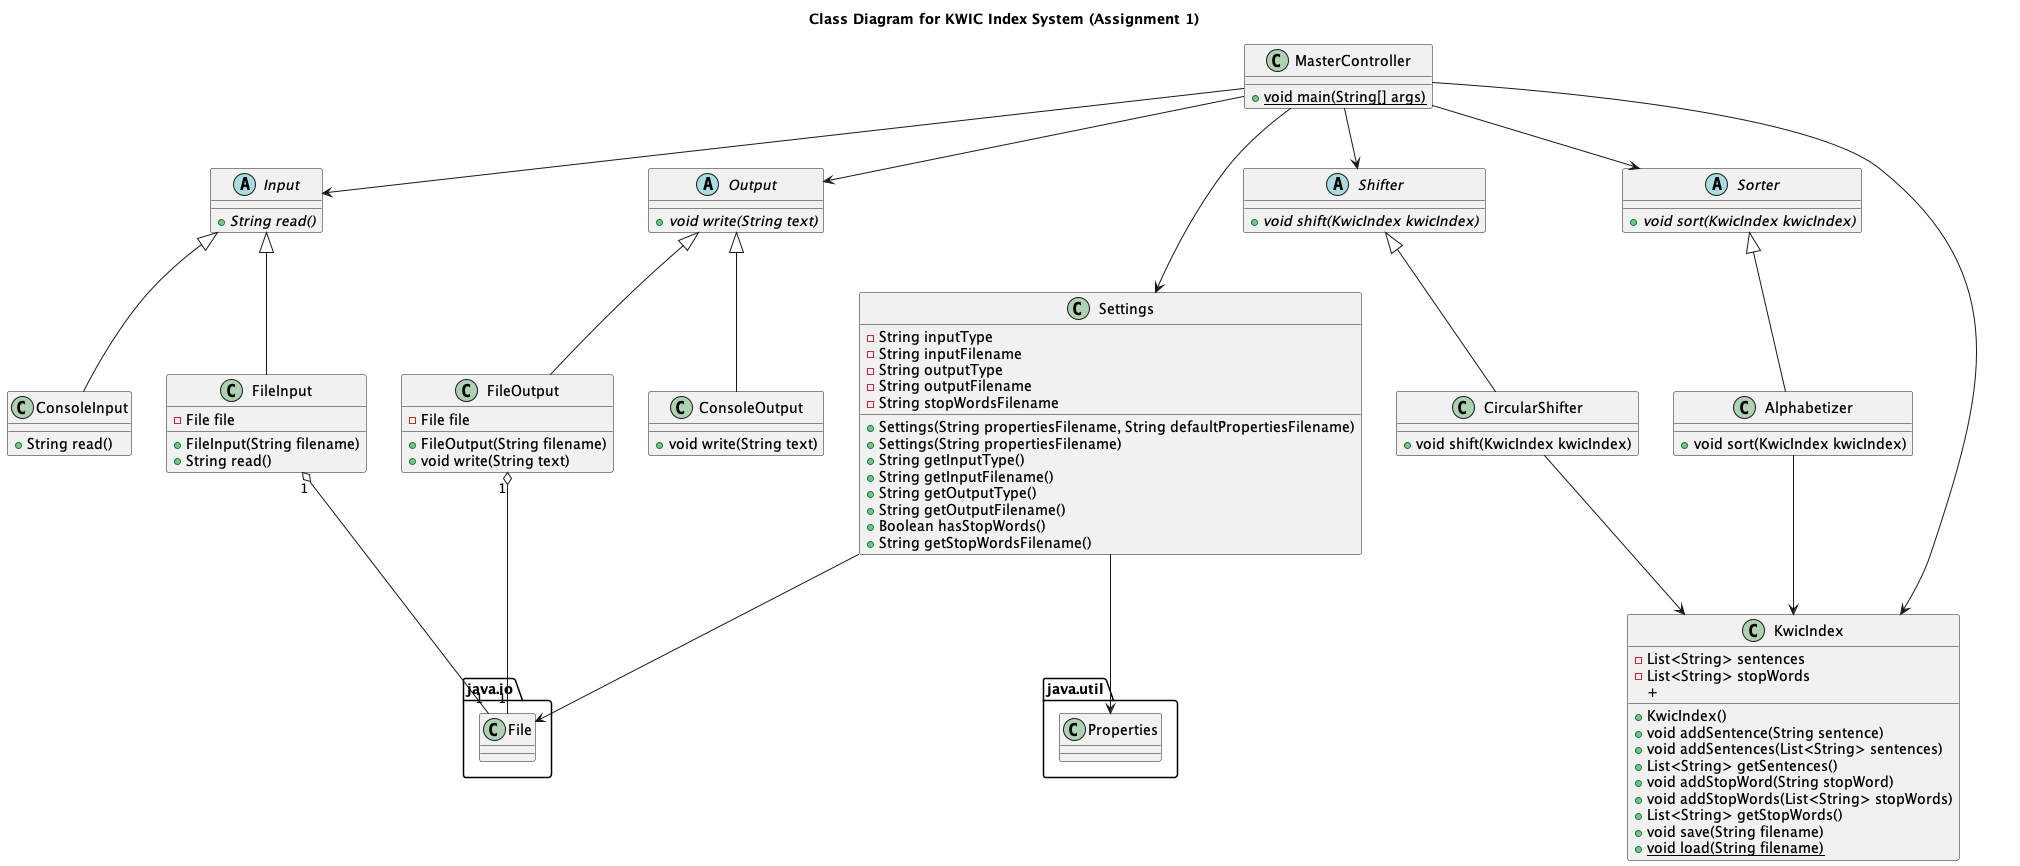 Class Diagram for KWIC Index System (Assignment 1)
C MasterController
void main(String[] args)
A Input
String read()
A Output
void write(String text)
A Shifter
void shift(KwicIndex kwicIndex)
A Sorter
void sort(KwicIndex kwicIndex)
C Settings
String inputType
String inputFilename
String outputType
String outputFilename
String stopWordsFilename
Settings(String propertiesFilename, String defaultPropertiesFilename)
Settings(String propertiesFilename)
String getInputType()
String getInputFilename()
String getOutputType()
String getOutputFilename()
Boolean hasStopWords()
String getStopWordsFilename()
C ConsoleInput
String read()
C FileInput
File file
FileInput(String filename)
String read()
C FileOutput
File file
FileOutput(String filename)
void write(String text)
C ConsoleOutput
void write(String text)
C CircularShifter
void shift(KwicIndex kwicIndex)
C Alphabetizer
void sort(KwicIndex kwicIndex)
1
1
java.io
1
1
C File
java.util
C Properties
C KwicIndex
List<String> sentences
List<String> stopWords
+
KwicIndex()
void addSentence(String sentence)
void addSentences(List<String> sentences)
List<String> getSentences()
void addStopWord(String stopWord)
void addStopWords(List<String> stopWords)
List<String> getStopWords()
void save(String filename)
void load(String filename)